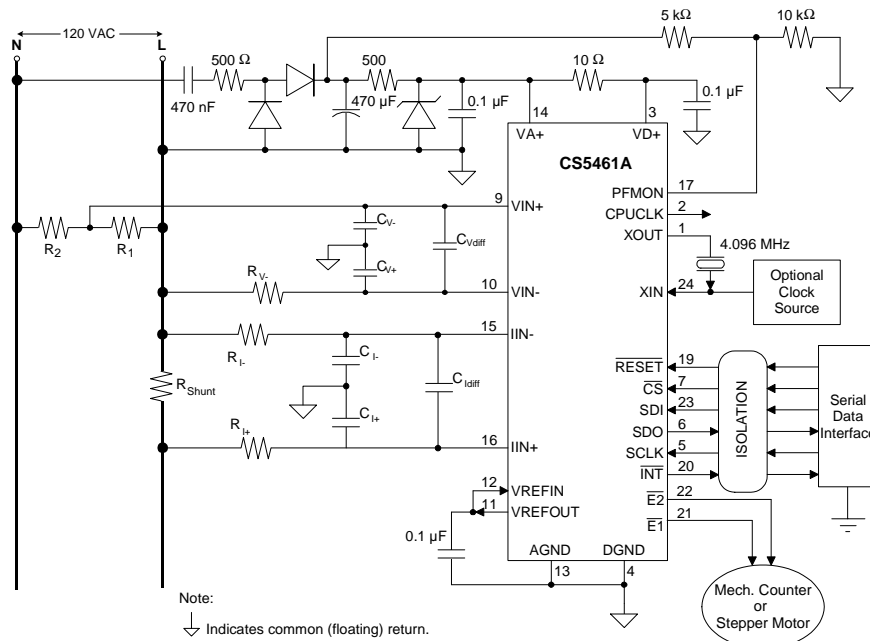 120 VAC
N
L
5 kΩ
10 kΩ
500 Ω
470 nF
500
470 µF
0.1 µF
10 Ω
0.1 µF
14
3
VA+
VD+
CS5461A
PFMON
17
CPUCLK
2
XOUT
1
4.096 MHz
XIN
24
Optional
Clock
Source
9
VIN+
R2
R1
CV-
CV+
CVdiff
RV-
10
VIN-
15
IIN-
RI-
CI-
CIdiff
RShunt
CI+
RI+
16
IIN+
RESET
19
CS
7
SDI
23
SDO
6
SCLK
5
INT
20
ISOLATION
Serial
Data
Interface
12
VREFIN
11
VREFOUT
E2
22
E1
21
0.1 µF
AGND
DGND
13
4
Mech. Counter
or
Stepper Motor
Note:
Indicates common (floating) return.